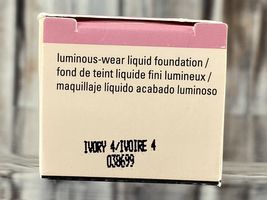 luminous-wear liquid foundation /
fond de teint liquide fini lumineux /
maquillaje líquido acabado luminoso
IVORY 4/IVOIRE 4
038699